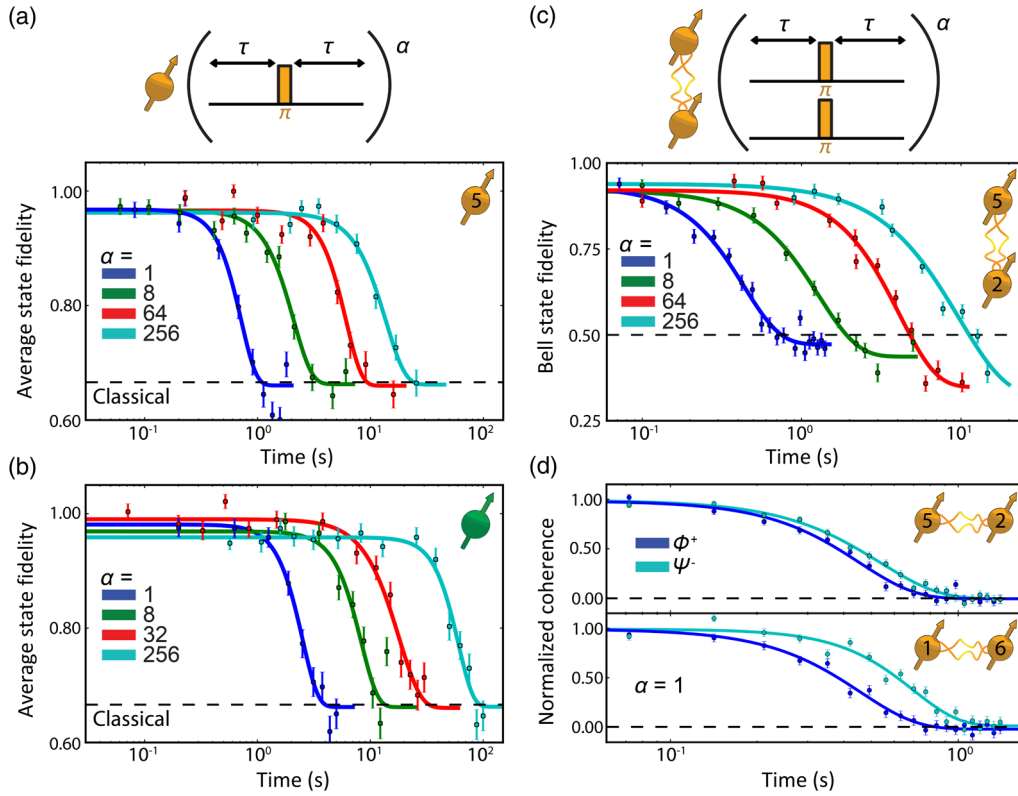 (a)
τ τ α
π
1.00
0.80
0.60
Average state fidelity
5
α =
1
8
64
256
Classical
10⁻¹ 10⁰ 10¹ 10²
Time (s)
(b)
1.00
0.80
0.60
Average state fidelity
α =
1
8
32
256
Classical
10⁻¹ 10⁰ 10¹ 10²
Time (s)
(c)
τ τ α
π
π
1.00
0.75
0.50
0.25
Bell state fidelity
5
2
α =
1
8
64
256
10⁻¹ 10⁰ 10¹
Time (s)
(d)
Normalized coherence
1.00
0.50
0.00
Φ⁺
Ψ⁻
5 2
1.00
0.50
0.00
α = 1
1 6
10⁻¹ 10⁰
Time (s)